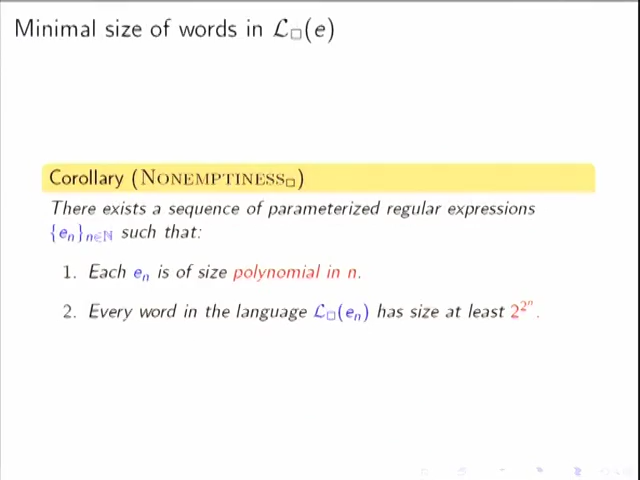 Minimal size of words in ℒ□(e)
Corollary (NONEMPTINESS□)
There exists a sequence of parameterized regular expressions
{eₙ}ₙ∈ℕ such that:
1. Each eₙ is of size polynomial in n.
2. Every word in the language ℒ□(eₙ) has size at least 2^{2^n}.